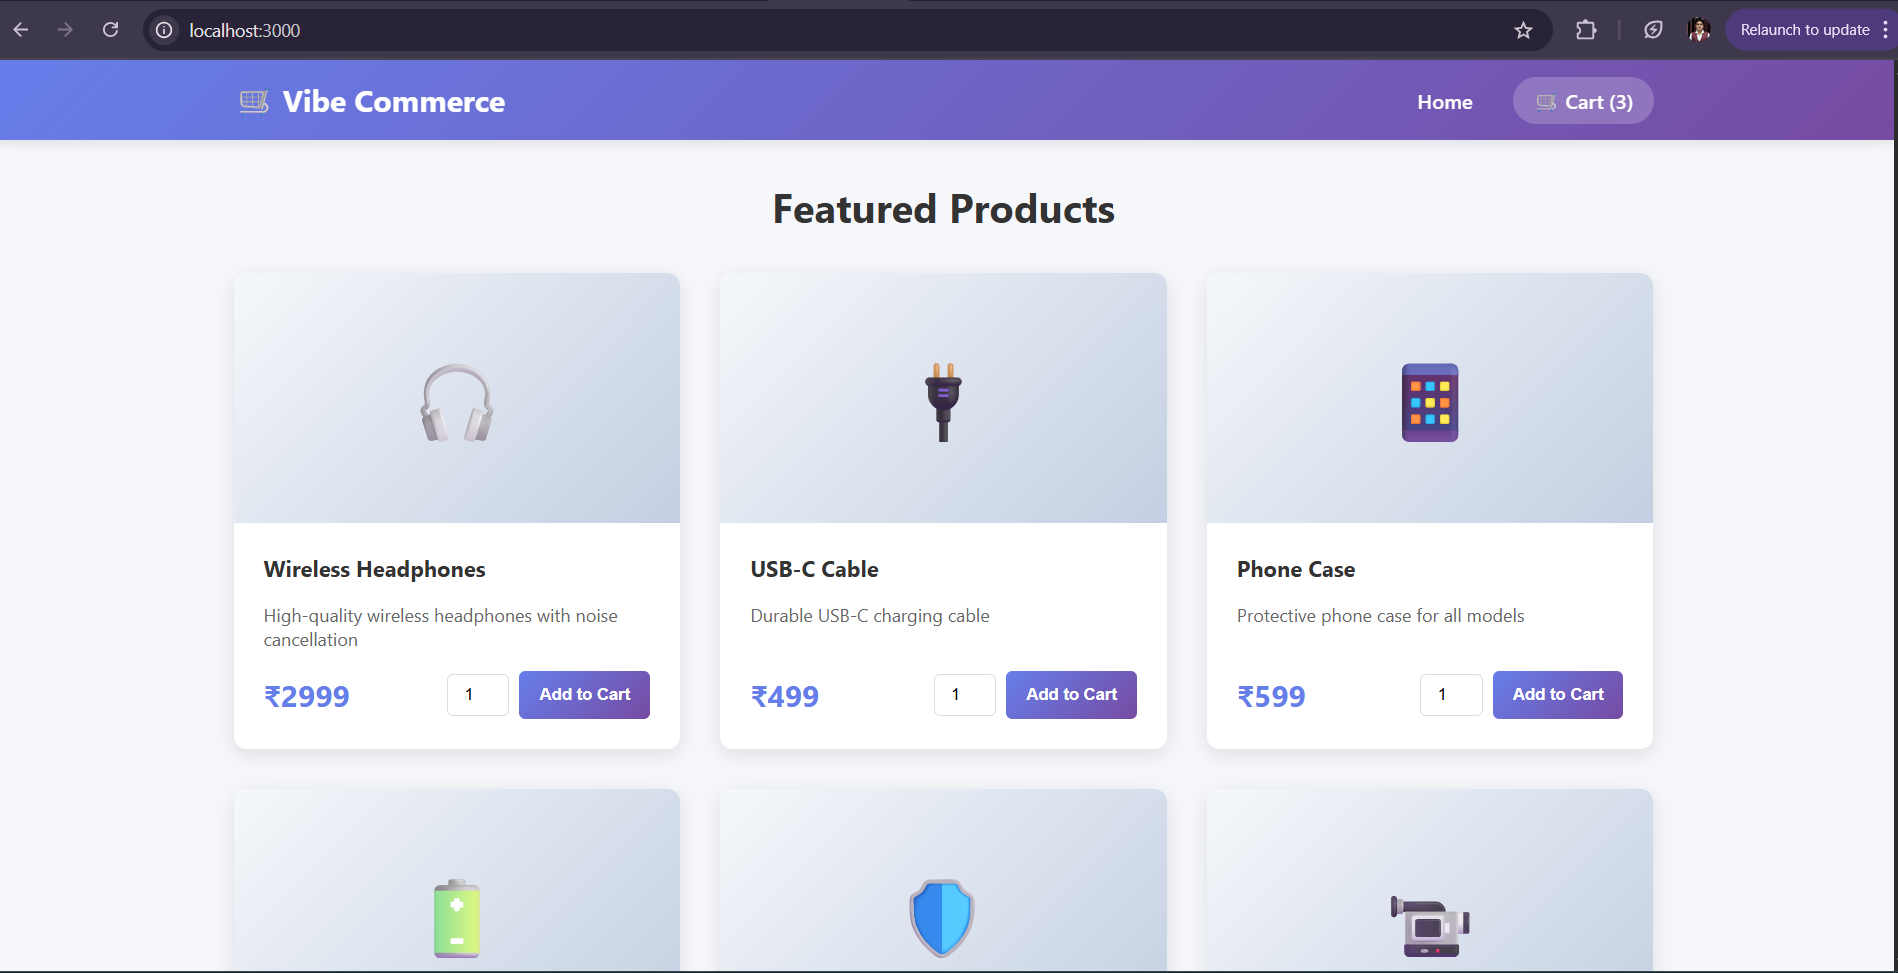 localhost:3000
Relaunch to update
Vibe Commerce
Home
Cart (3)
Featured Products
Wireless Headphones
High-quality wireless headphones with noise
cancellation
₹2999
1
Add to Cart
USB-C Cable
Durable USB-C charging cable
₹499
1
Add to Cart
Phone Case
Protective phone case for all models
₹599
1
Add to Cart